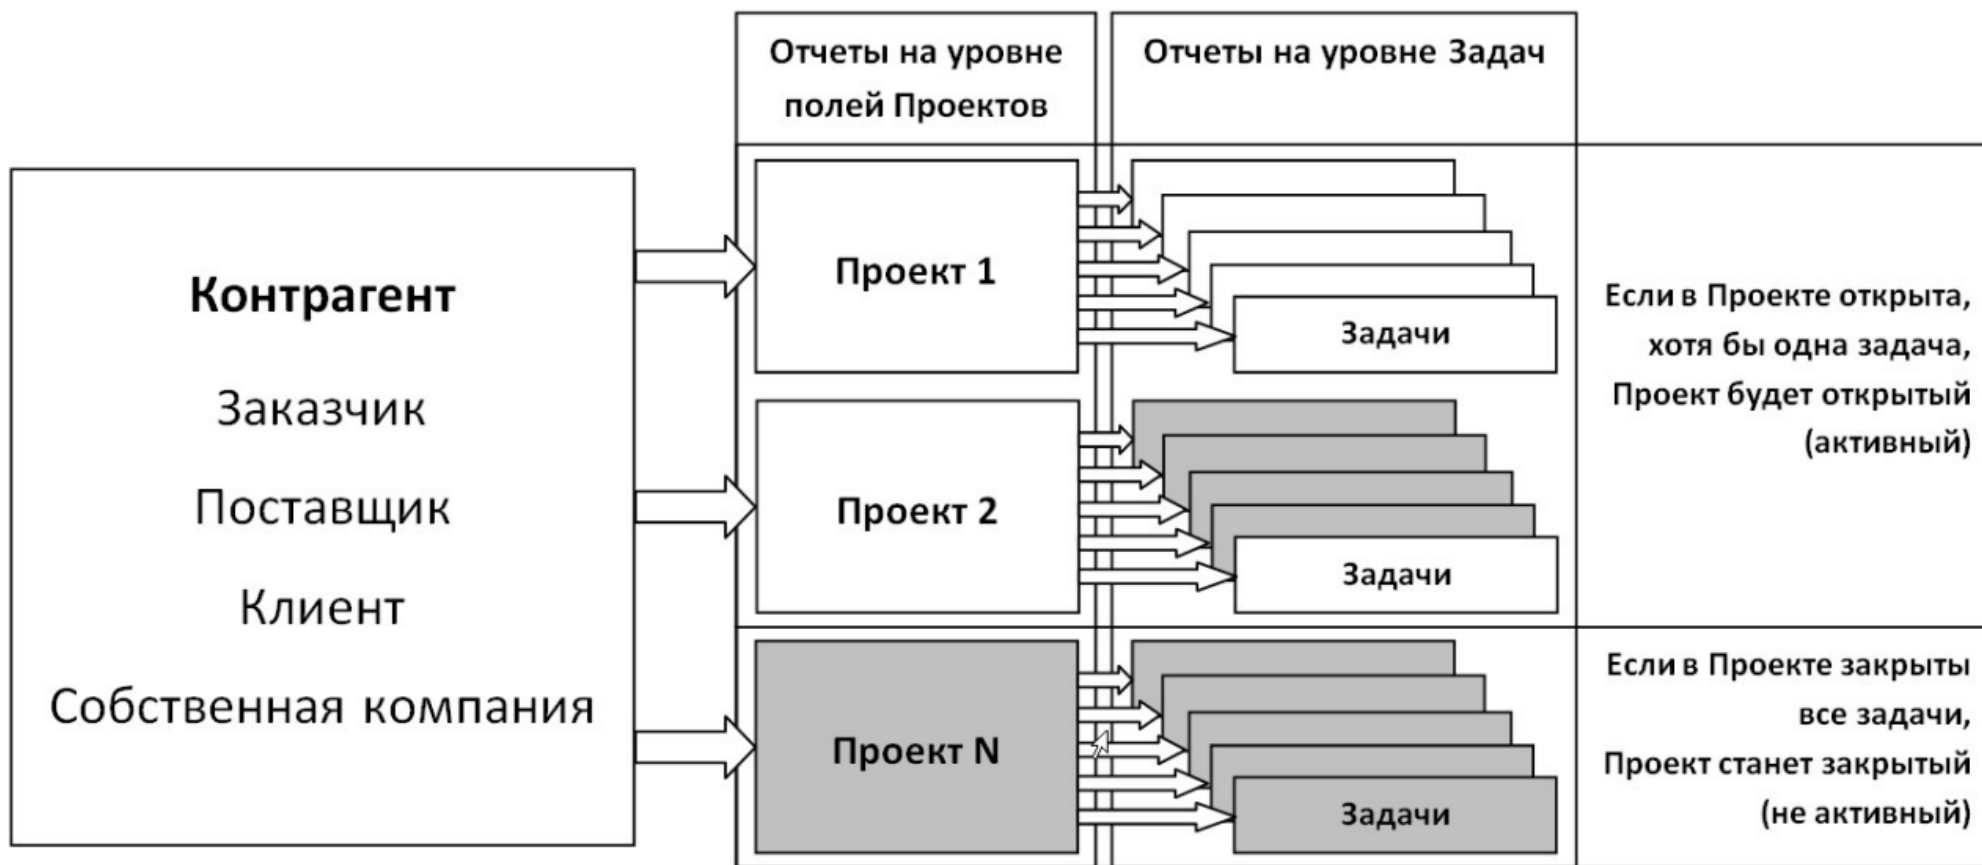 Отчеты на уровне
полей Проектов
Отчеты на уровне Задач
Контрагент
Заказчик
Поставщик
Клиент
Собственная компания
Проект 1
Задачи
Если в Проекте открыта,
хотя бы одна задача,
Проект будет открытый
(активный)
Проект 2
Задачи
Проект N
Задачи
Если в Проекте закрыты
все задачи,
Проект станет закрытый
(не активный)